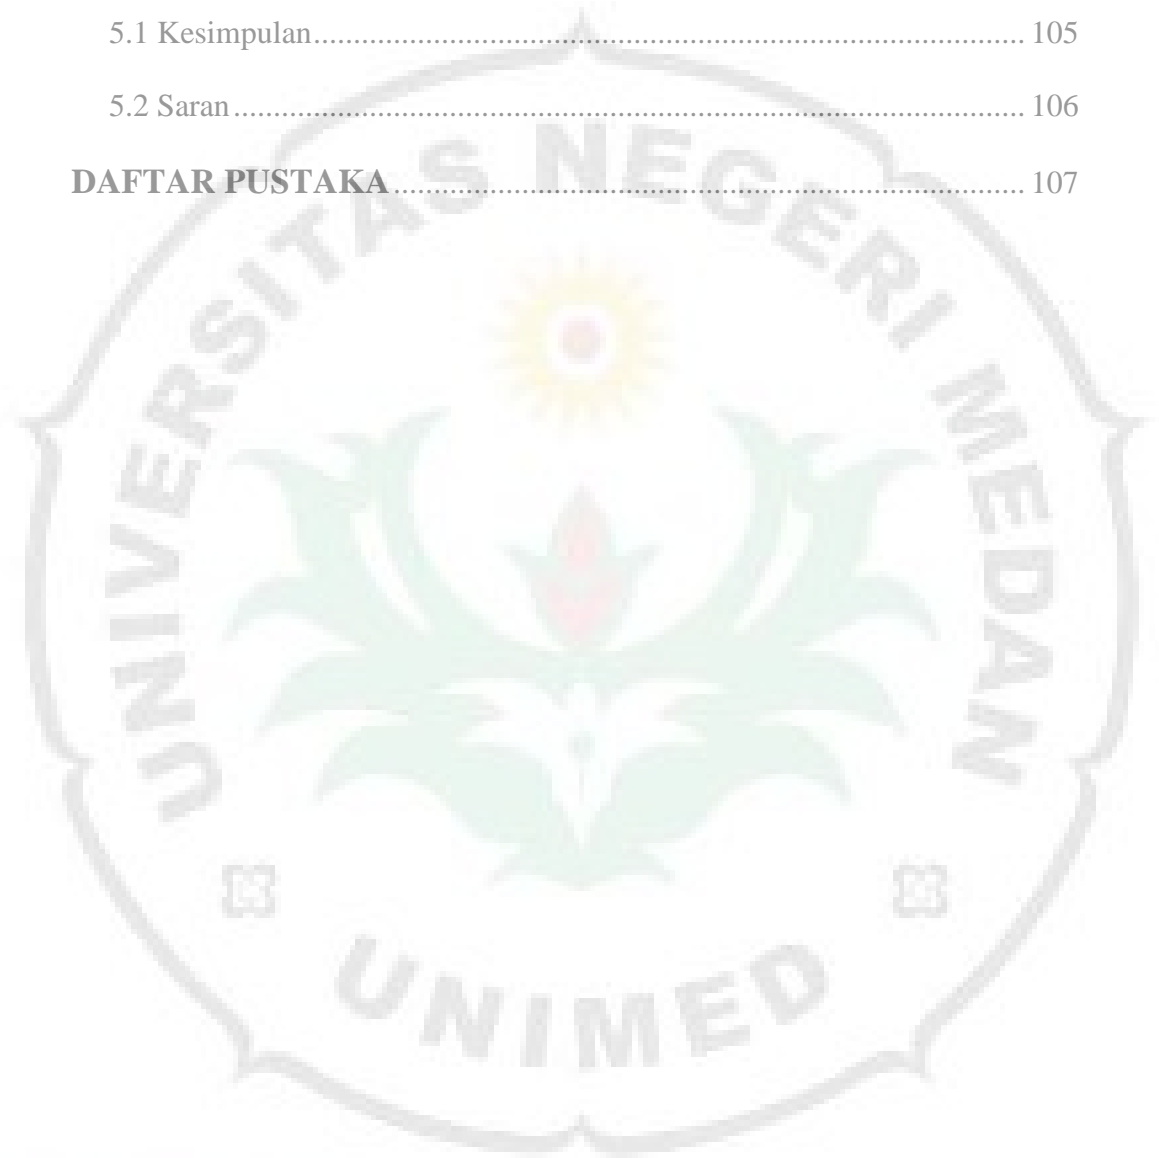 5.1 Kesimpulan........................................................................................ 105
5.2 Saran.................................................................................................. 106
DAFTAR PUSTAKA............................................................................... 107
UNIVERSITAS NEGERI MEDAN
UNIMED